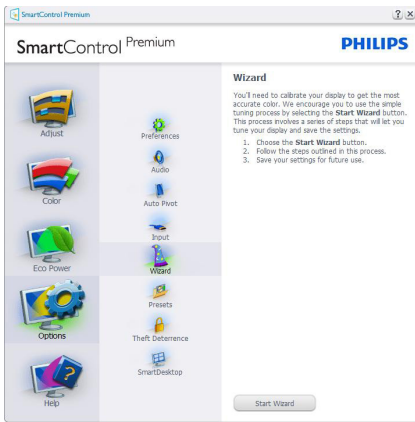 SmartControl Premium
? X
SmartControl Premium
PHILIPS
Adjust
Color
Eco Power
Options
Help
Preferences
Audio
Auto Pivot
Input
Wizard
Presets
Theft Deterrence
SmartDesktop
Wizard
You'll need to calibrate your display to get the most
accurate color. We encourage you to use the simple
tuning process by selecting the Start Wizard button.
This process involves a series of steps that will let you
tune your display and save the settings.
1. Choose the Start Wizard button.
2. Follow the steps outlined in this process.
3. Save your settings for future use.
Start Wizard